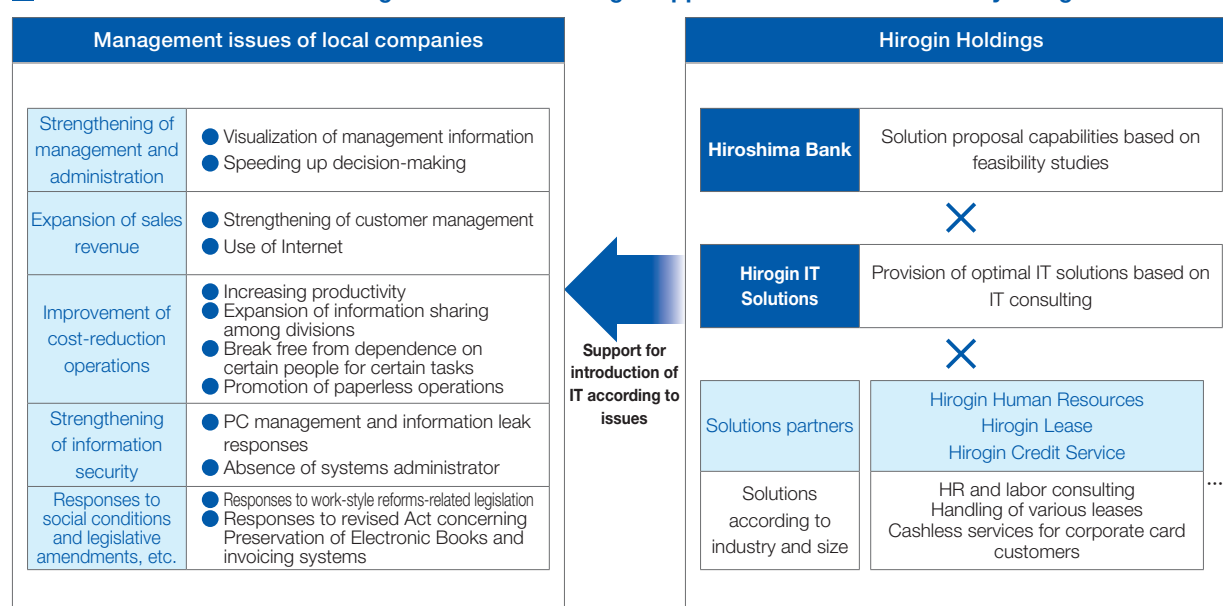 Management issues of local companies
Strengthening of
management and
administration
● Visualization of management information
● Speeding up decision-making
Expansion of sales
revenue
● Strengthening of customer management
● Use of Internet
Improvement of
cost-reduction
operations
● Increasing productivity
● Expansion of information sharing
among divisions
● Break free from dependence on
certain people for certain tasks
● Promotion of paperless operations
Strengthening
of information
security
● PC management and information leak
responses
● Absence of systems administrator
Responses to
social conditions
and legislative
amendments, etc.
● Responses to work-style reforms-related legislation
● Responses to revised Act concerning
Preservation of Electronic Books and
invoicing systems
Support for
introduction of
IT according to
issues
Hirogin Holdings
Hiroshima Bank
Solution proposal capabilities based on
feasibility studies
×
Hirogin IT
Solutions
Provision of optimal IT solutions based on
IT consulting
×
Solutions partners
Hirogin Human Resources
Hirogin Lease
Hirogin Credit Service
Solutions
according to
industry and size
HR and labor consulting
Handling of various leases
Cashless services for corporate card
customers
...